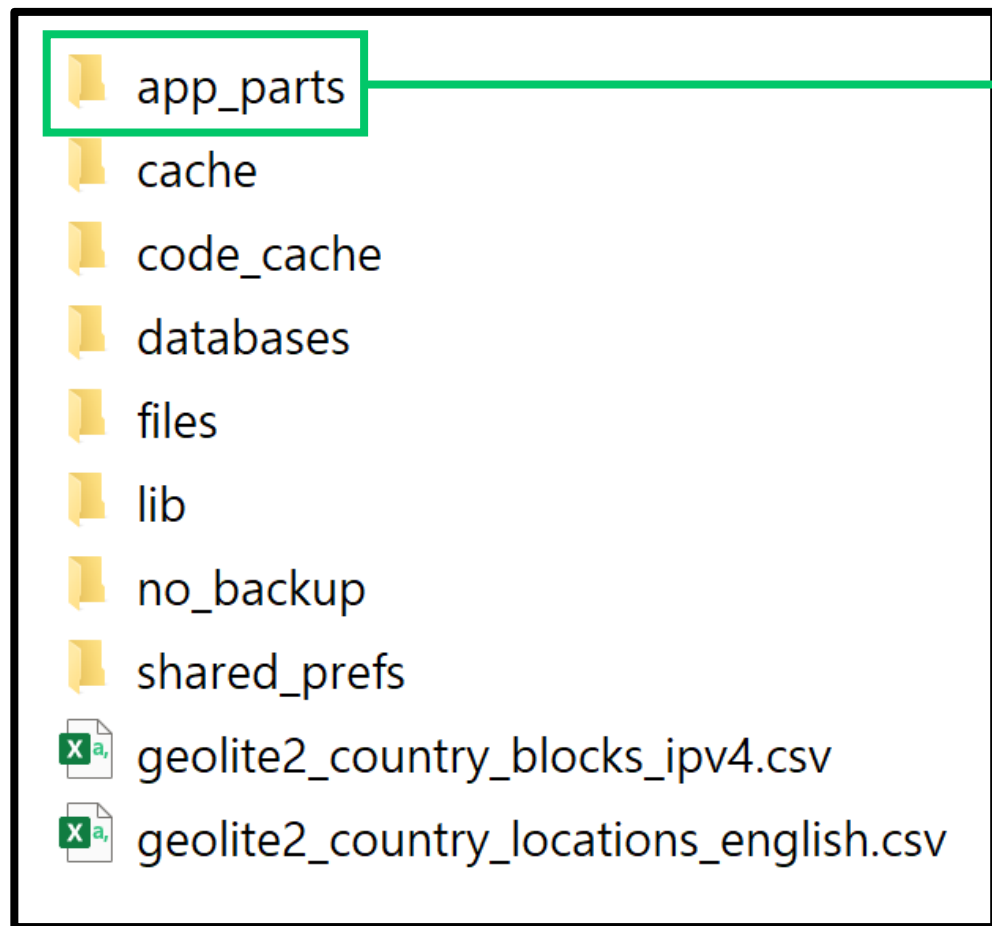 app_parts
cache
code_cache
databases
files
lib
no_backup
shared_prefs
geolite2_country_blocks_ipv4.csv
geolite2_country_locations_english.csv